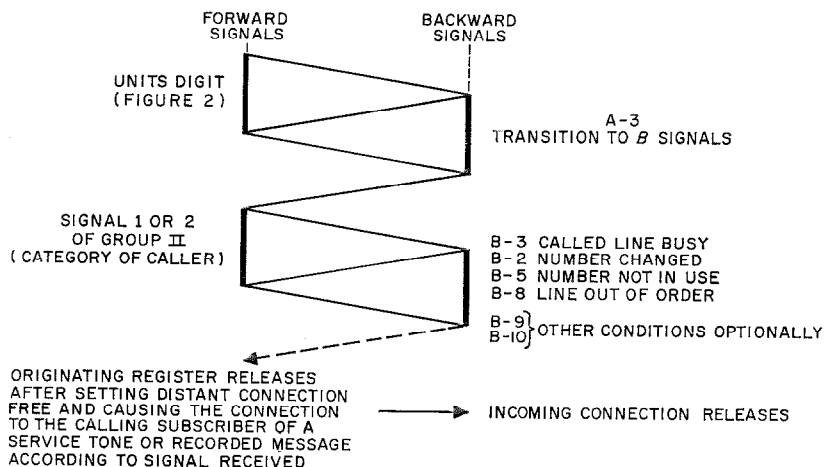 FORWARD
SIGNALS
BACKWARD
SIGNALS
UNITS DIGIT
(FIGURE 2)
A-3
TRANSITION TO B SIGNALS
SIGNAL 1 OR 2
OF GROUP II
(CATEGORY OF CALLER)
B-3 CALLED LINE BUSY
B-2 NUMBER CHANGED
B-5 NUMBER NOT IN USE
B-8 LINE OUT OF ORDER
B-9
B-10} OTHER CONDITIONS OPTIONALLY
ORIGINATING REGISTER RELEASES
AFTER SETTING DISTANT CONNECTION
FREE AND CAUSING THE CONNECTION
TO THE CALLING SUBSCRIBER OF A
SERVICE TONE OR RECORDED MESSAGE
ACCORDING TO SIGNAL RECEIVED
INCOMING CONNECTION RELEASES